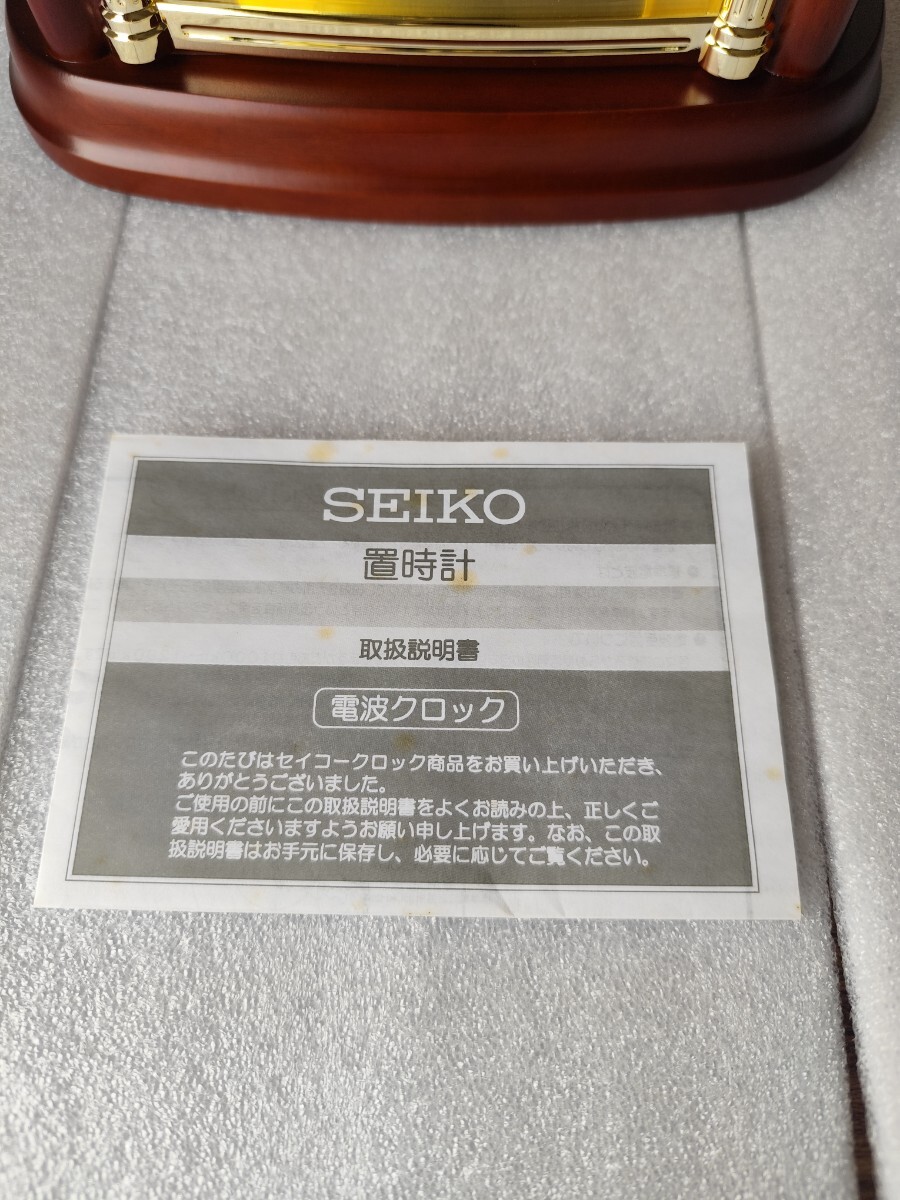 SEIKO
置時計
取扱説明書
電波クロック
このたびはセイコークロック商品をお買い上げいただき、
ありがとうございました。
ご使用の前にこの取扱説明書をよくお読みの上、正しくご
愛用くださいますようお願い申し上げます。なお、この取
扱説明書はお手元に保存し、必要に応じてご覧ください。